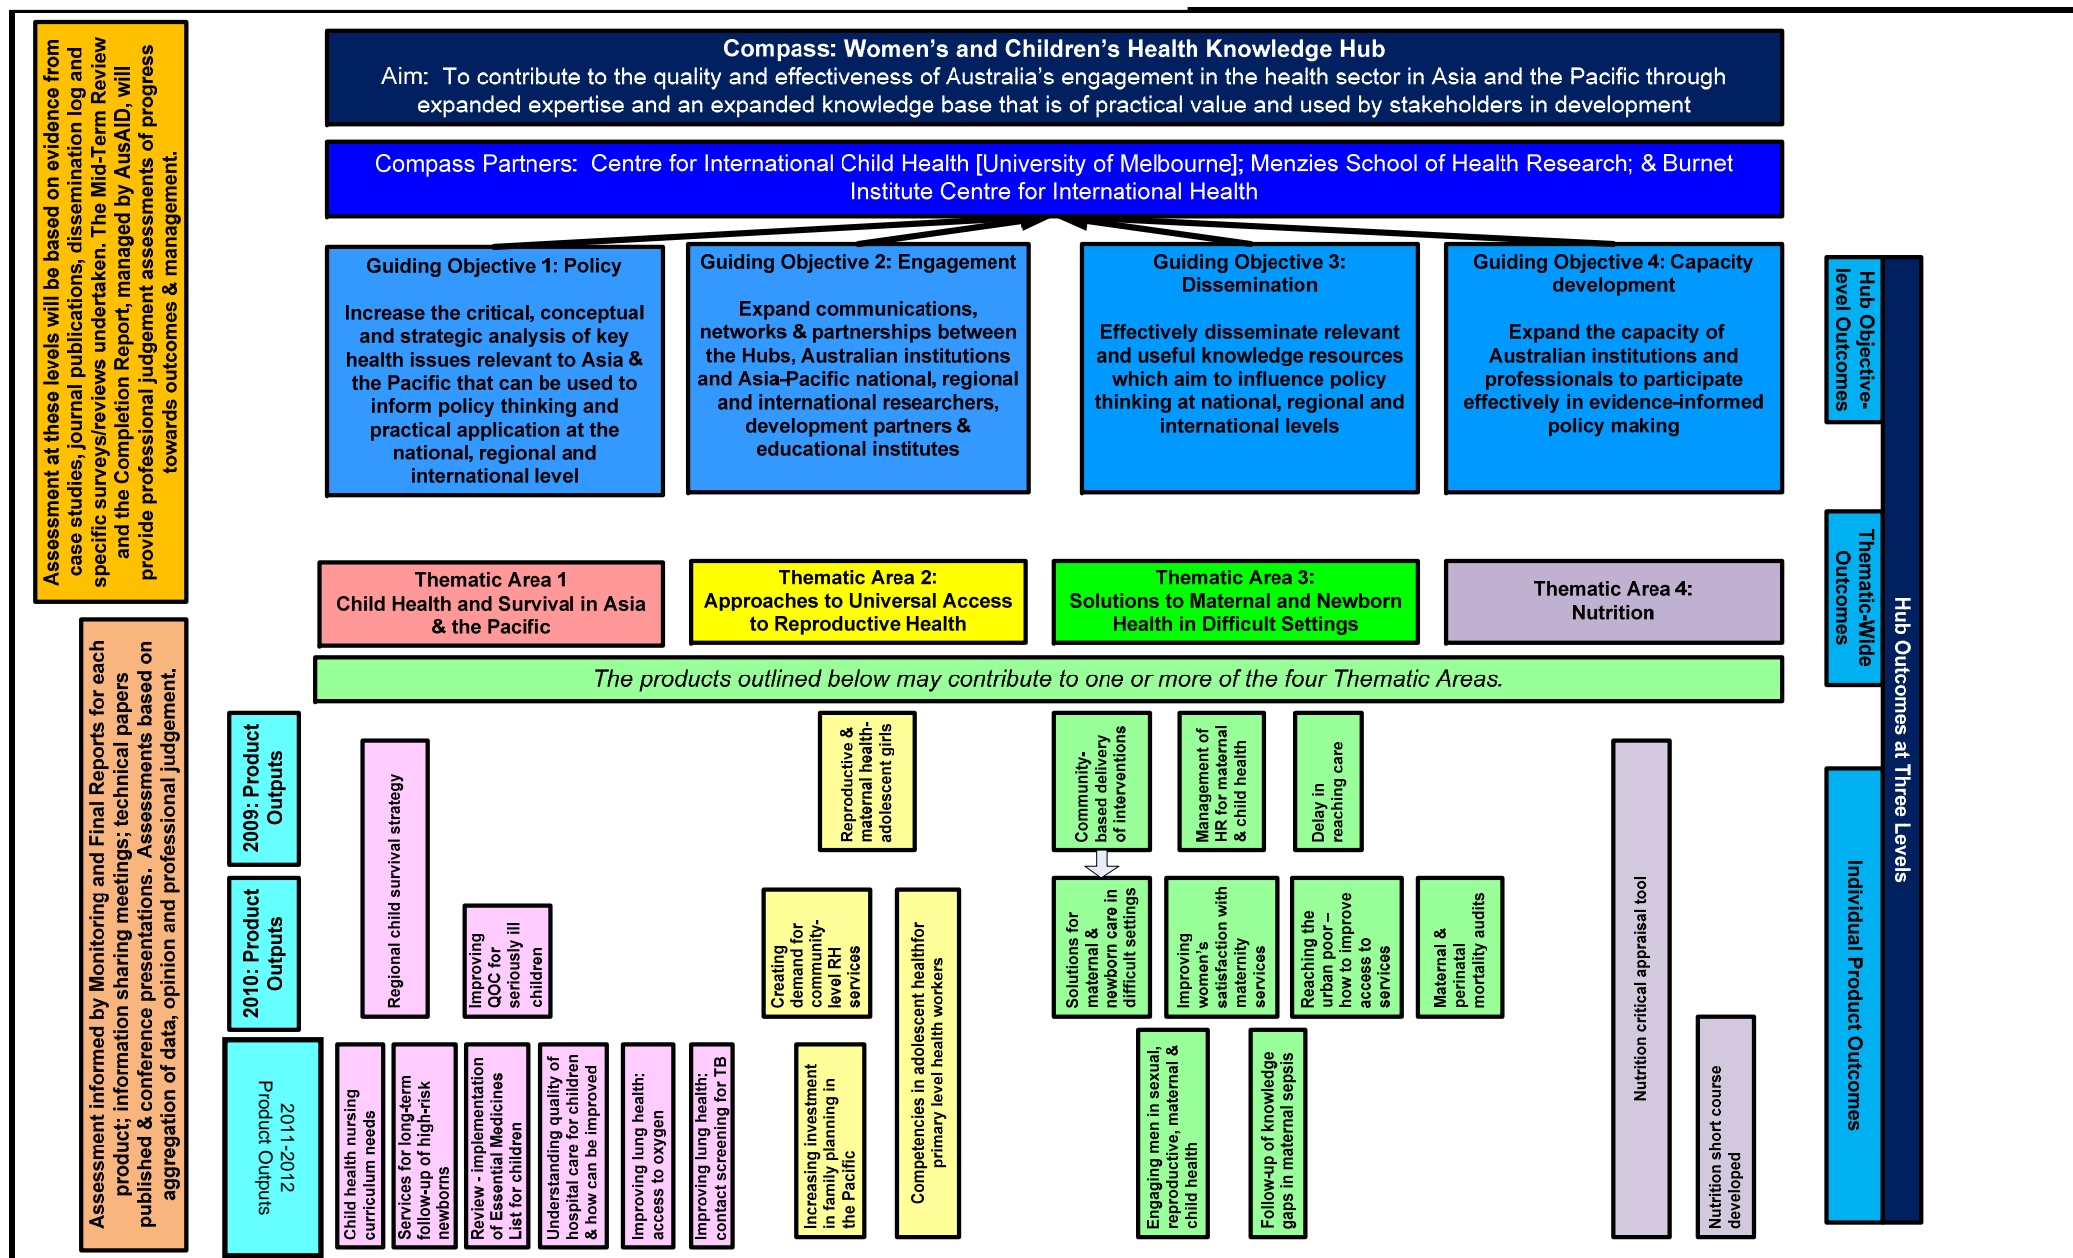 Compass: Women's and Children's Health Knowledge Hub
Aim: To contribute to the quality and effectiveness of Australia's engagement in the health sector in Asia and the Pacific through
expanded expertise and an expanded knowledge base that is of practical value and used by stakeholders in development
Compass Partners: Centre for International Child Health [University of Melbourne]; Menzies School of Health Research; & Burnet
Institute Centre for International Health
Assessment at these levels will be based on evidence from
case studies, journal publications, dissemination log and
specific surveys/reviews undertaken. The Mid-Term Review
and the Completion Report, managed by AusAID, will
provide professional judgement assessments of progress
towards outcomes & management.
Guiding Objective 1: Policy
Increase the critical, conceptual
and strategic analysis of key
health issues relevant to Asia &
the Pacific that can be used to
inform policy thinking and
practical application at the
national, regional and
international level
Guiding Objective 2: Engagement
Expand communications,
networks & partnerships between
the Hubs, Australian institutions
and Asia-Pacific national, regional
and international researchers,
development partners &
educational institutes
Guiding Objective 3:
Dissemination
Effectively disseminate relevant
and useful knowledge resources
which aim to influence policy
thinking at national, regional and
international levels
Guiding Objective 4: Capacity
development
Expand the capacity of
Australian institutions and
professionals to participate
effectively in evidence-informed
policy making
Hub Objective-
level Outcomes
Thematic-Wide
Outcomes
Individual Product Outcomes
Hub Outcomes at Three Levels
Thematic Area 1
Child Health and Survival in Asia
& the Pacific
Thematic Area 2:
Approaches to Universal Access
to Reproductive Health
Thematic Area 3:
Solutions to Maternal and Newborn
Health in Difficult Settings
Thematic Area 4:
Nutrition
The products outlined below may contribute to one or more of the four Thematic Areas.
Assessment informed by Monitoring and Final Reports for each
product; information sharing meetings; technical papers
published & conference presentations. Assessments based on
aggregation of data, opinion and professional judgement.
2009: Product
Outputs
Regional child survival strategy
Reproductive &
maternal health-
adolescent girls
Community-
based delivery
of interventions
Management of
HR for maternal
& child health
Delay in
reaching care
Nutrition critical appraisal tool
2010: Product
Outputs
Improving
QOC for
seriously ill
children
Creating
demand for
community-
level RH
services
Competencies in adolescent healthfor
primary level health workers
Solutions for
maternal &
newborn care in
difficult settings
Improving
women's
satisfaction with
maternity
services
Reaching the
urban poor –
how to improve
access to
services
Maternal &
perinatal
mortality audits
2011-2012
Product Outputs
Child health nursing
curriculum needs
Services for long-term
follow-up of high-risk
newborns
Review - implementation
of Essential Medicines
List for children
Understanding quality of
hospital care for children
& how can be improved
Improving lung health:
access to oxygen
Improving lung health:
contact screening for TB
Increasing investment
in family planning in
the Pacific
Engaging men in sexual,
reproductive, maternal &
child health
Follow-up of knowledge
gaps in maternal sepsis
Nutrition short course
developed